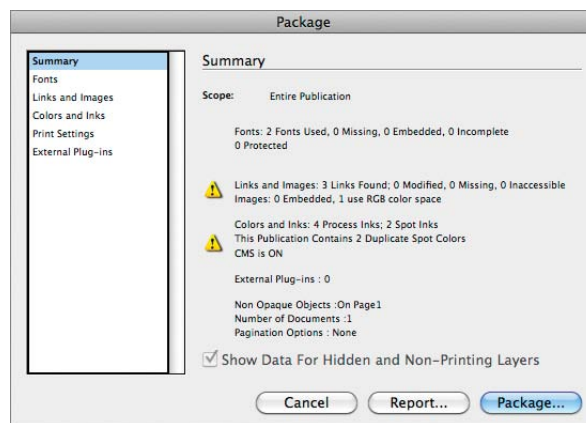 Package
Summary
Fonts
Links and Images
Colors and Inks
Print Settings
External Plug-ins
Summary
Scope: Entire Publication
Fonts: 2 Fonts Used, 0 Missing, 0 Embedded, 0 Incomplete
0 Protected
Links and Images: 3 Links Found; 0 Modified, 0 Missing, 0 Inaccessible
Images: 0 Embedded, 1 use RGB color space
Colors and Inks: 4 Process Inks; 2 Spot Inks
This Publication Contains 2 Duplicate Spot Colors
CMS is ON
External Plug-ins : 0
Non Opaque Objects :On Page1
Number of Documents :1
Pagination Options : None
Show Data For Hidden and Non-Printing Layers
Cancel Report... Package...